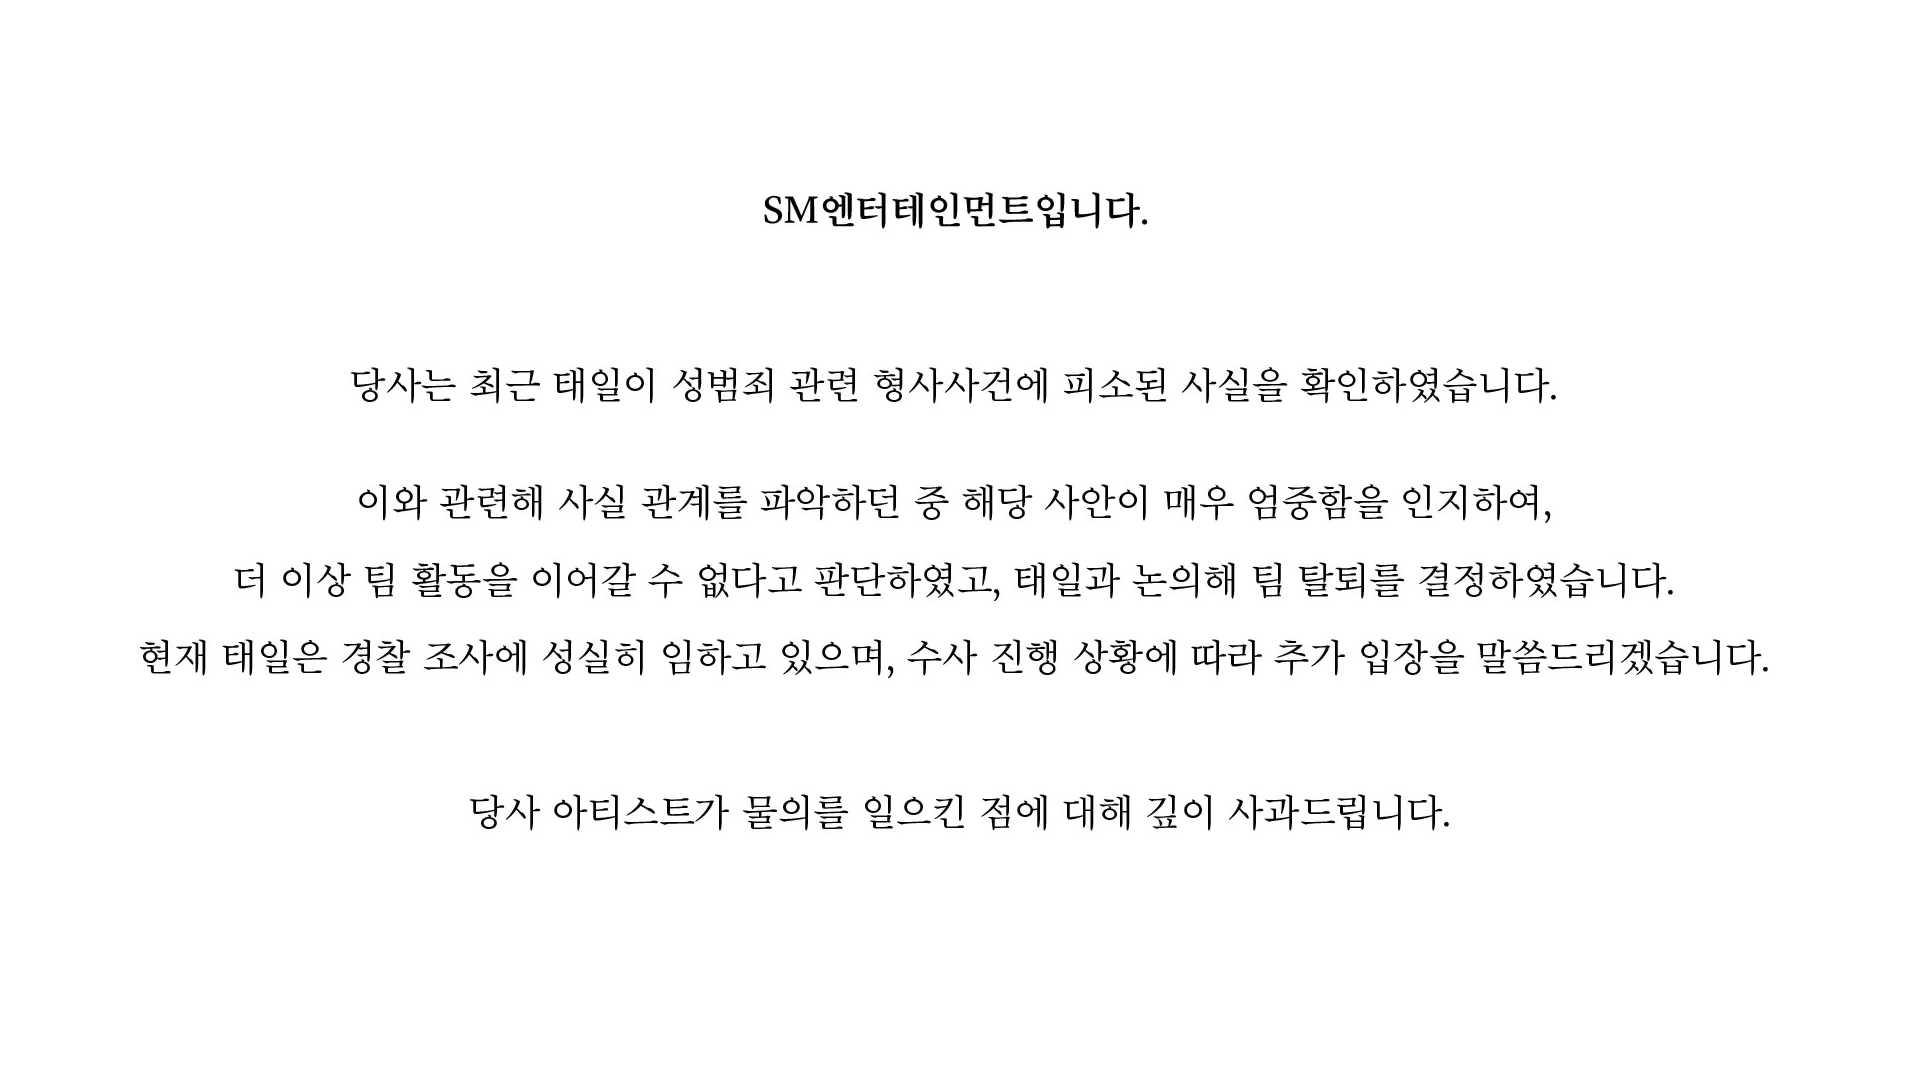 SM엔터테인먼트입니다.
당사는 최근 태일이 성범죄 관련 형사사건에 피소된 사실을 확인하였습니다.
이와 관련해 사실 관계를 파악하던 중 해당 사안이 매우 엄중함을 인지하여,
더 이상 팀 활동을 이어갈 수 없다고 판단하였고, 태일과 논의해 팀 탈퇴를 결정하였습니다.
현재 태일은 경찰 조사에 성실히 임하고 있으며, 수사 진행 상황에 따라 추가 입장을 말씀드리겠습니다.
당사 아티스트가 물의를 일으킨 점에 대해 깊이 사과드립니다.